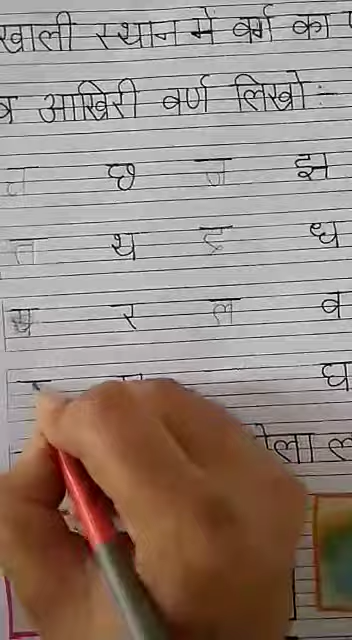 खाली स्थान में वर्ग का
व आखिरी वर्ण लिखो :-
छ ज झ
त थ द ध
य र ल व
घ